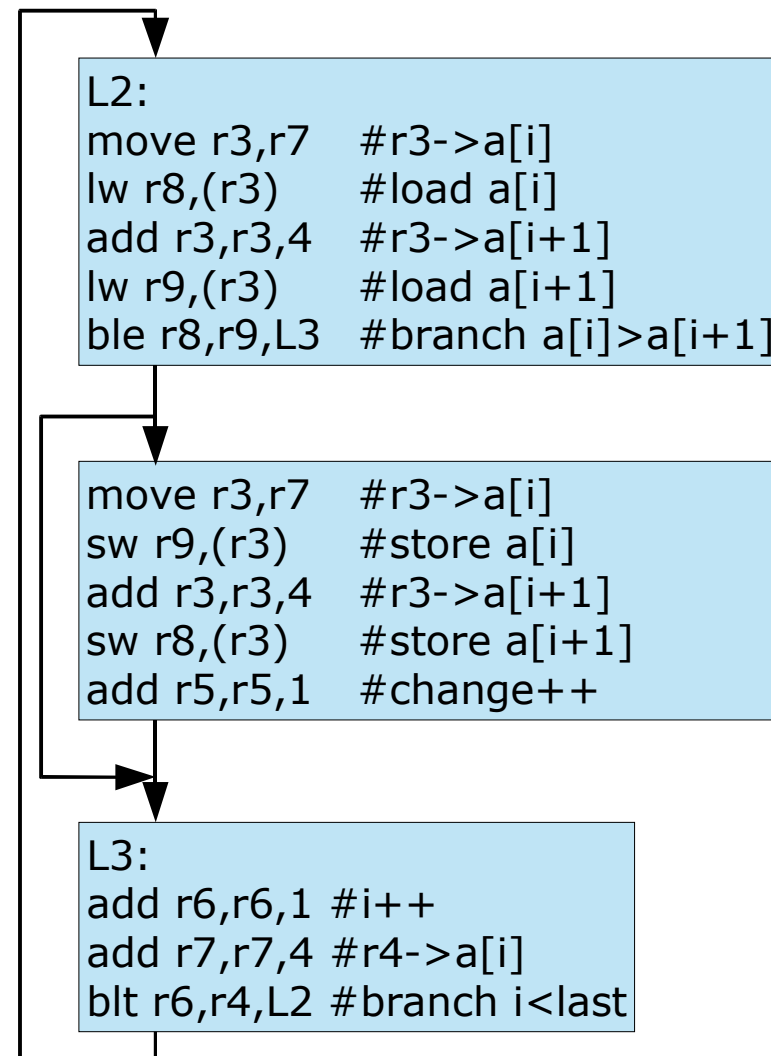 L2:
move r3,r7 #r3->a[i]
lw r8,(r3) #load a[i]
add r3,r3,4 #r3->a[i+1]
lw r9,(r3) #load a[i+1]
ble r8,r9,L3 #branch a[i]>a[i+1]
move r3,r7 #r3->a[i]
sw r9,(r3) #store a[i]
add r3,r3,4 #r3->a[i+1]
sw r8,(r3) #store a[i+1]
add r5,r5,1 #change++
L3:
add r6,r6,1 #i++
add r7,r7,4 #r4->a[i]
blt r6,r4,L2 #branch i<last